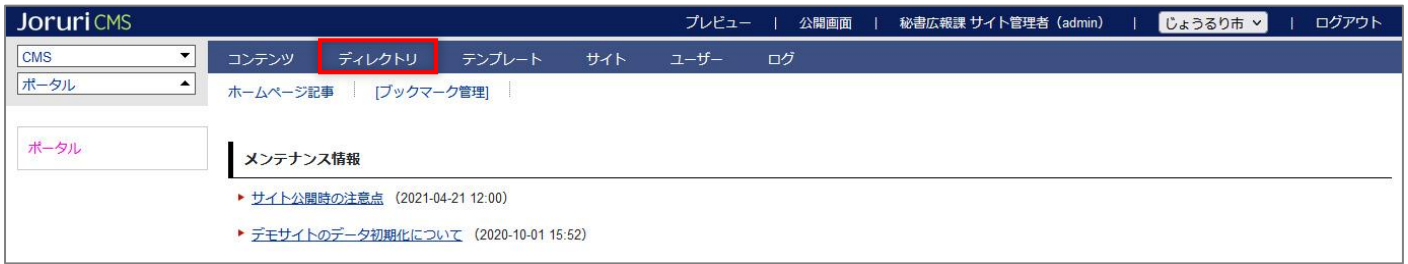 Joruri CMS プレビュー | 公開画面 | 秘書広報課 サイト管理者（admin） | じょうるり市 | ログアウト
CMS コンテンツ ディレクトリ テンプレート サイト ユーザー ログ
ポータル ホームページ記事 [ブックマーク管理]
ポータル
メンテナンス情報
サイト公開時の注意点 （2021-04-21 12:00）
デモサイトのデータ初期化について （2020-10-01 15:52）